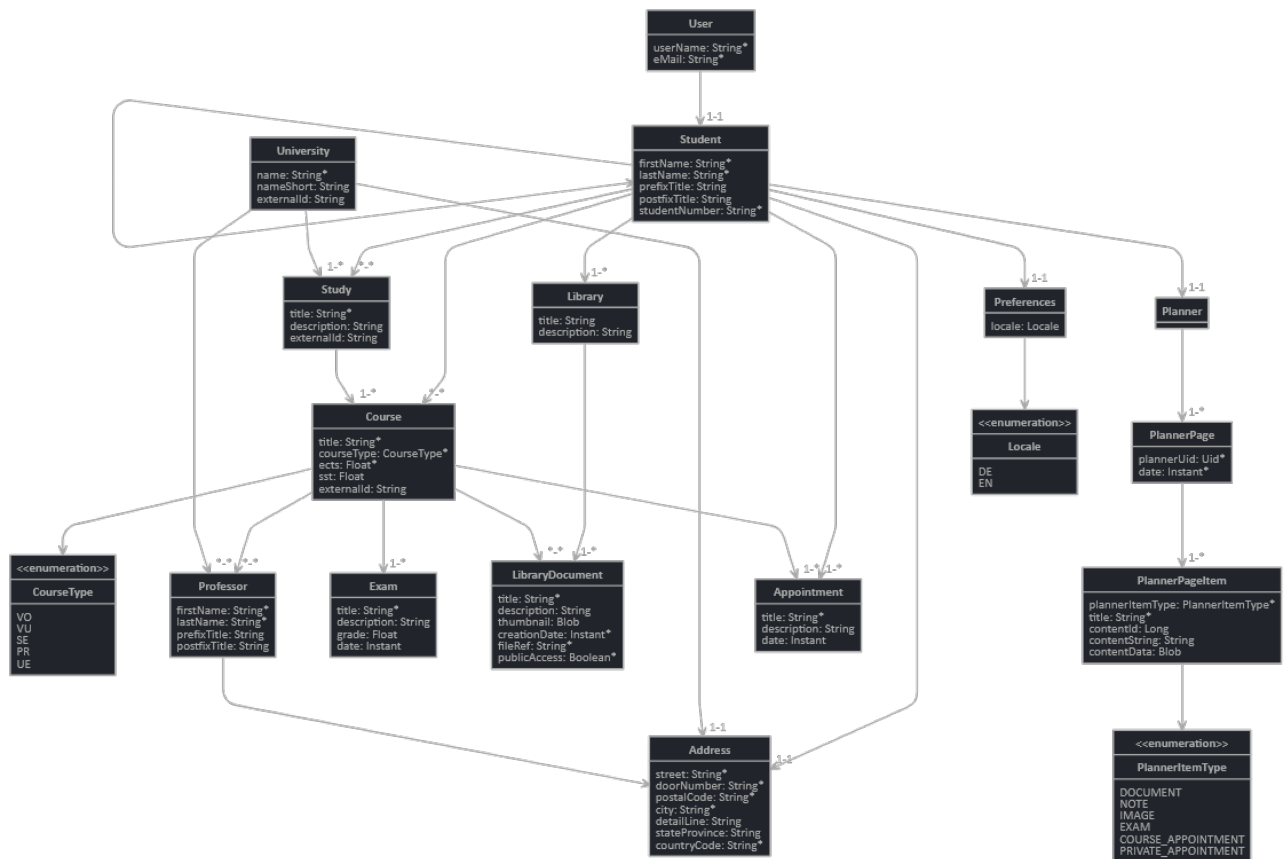 User
userName: String*
eMail: String*
1-1
Student
firstName: String*
lastName: String*
prefixTitle: String
postfixTitle: String
studentNumber: String*
University
name: String*
nameShort: String
externalId: String
1-*
*-*
Study
title: String*
description: String
externalId: String
1-*
Library
title: String
description: String
1-1
Preferences
locale: Locale
1-1
Planner
1-*
*-*
Course
title: String*
courseType: CourseType*
ects: Float*
sst: Float
externalId: String
<<enumeration>>
Locale
DE
EN
1-*
PlannerPage
plannerUid: Uid*
date: Instant*
<<enumeration>>
CourseType
VO
VU
SE
PR
UE
*-*
*-*
Professor
firstName: String*
lastName: String*
prefixTitle: String
postfixTitle: String
1-*
Exam
title: String*
description: String
grade: Float
date: Instant
*-*
1-*
LibraryDocument
title: String*
description: String
thumbnail: Blob
creationDate: Instant*
fileRef: String*
publicAccess: Boolean*
1-*
1-*
Appointment
title: String*
description: String
date: Instant
1-*
PlannerPageItem
plannerItemType: PlannerItemType*
title: String*
contentId: Long
contentString: String
contentData: Blob
1-1
1-1
Address
street: String*
doorNumber: String*
postalCode: String*
city: String*
detailLine: String
stateProvince: String
countryCode: String*
<<enumeration>>
PlannerItemType
DOCUMENT
NOTE
IMAGE
EXAM
COURSE_APPOINTMENT
PRIVATE_APPOINTMENT